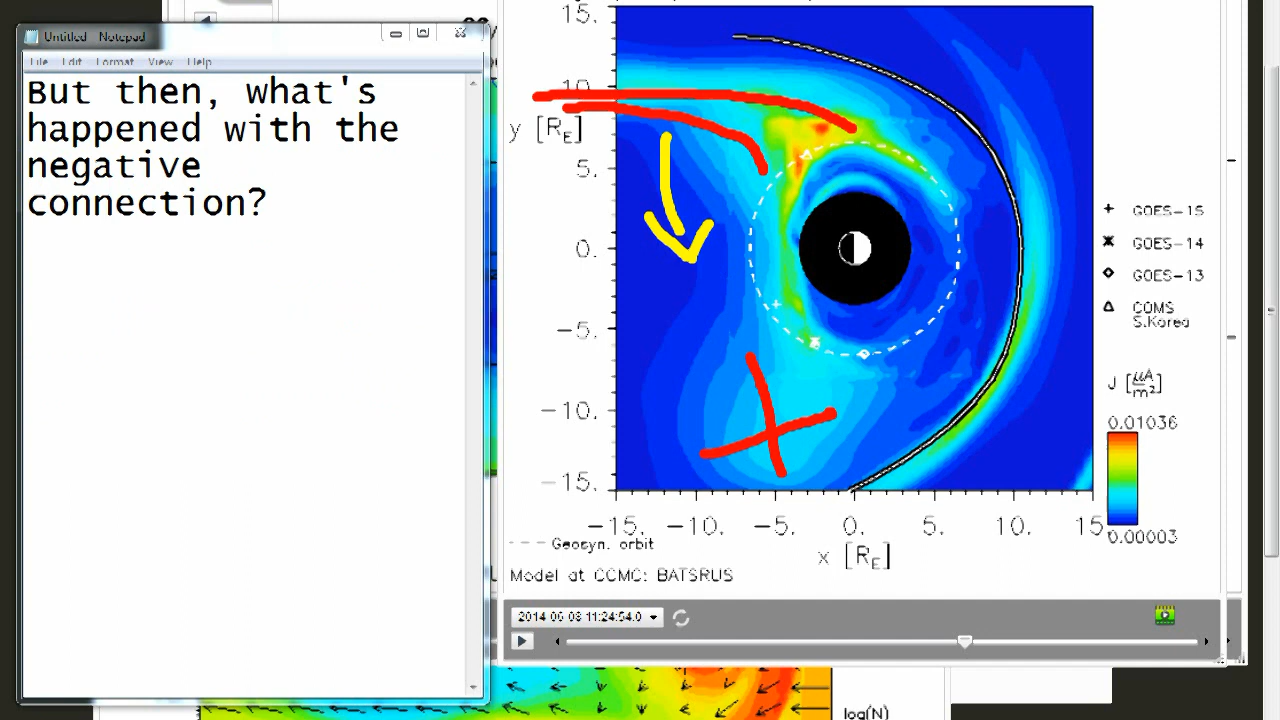 Untitled - Notepad
File Edit Format View Help
But then, what's
happened with the
negative
connection?
15.
10.
y [RE]
5.
0.
-5.
-10.
-15.
-15. -10. -5. 0. 5. 10. 15.
x [RE]
Geosyn. orbit
Model at CCMC: BATSRUS
GOES-15
GOES-14
GOES-13
COMS
S.Korea
J [μA/m²]
0.01036
0.00003
2014-06-08 11:24:54.0
log(N)